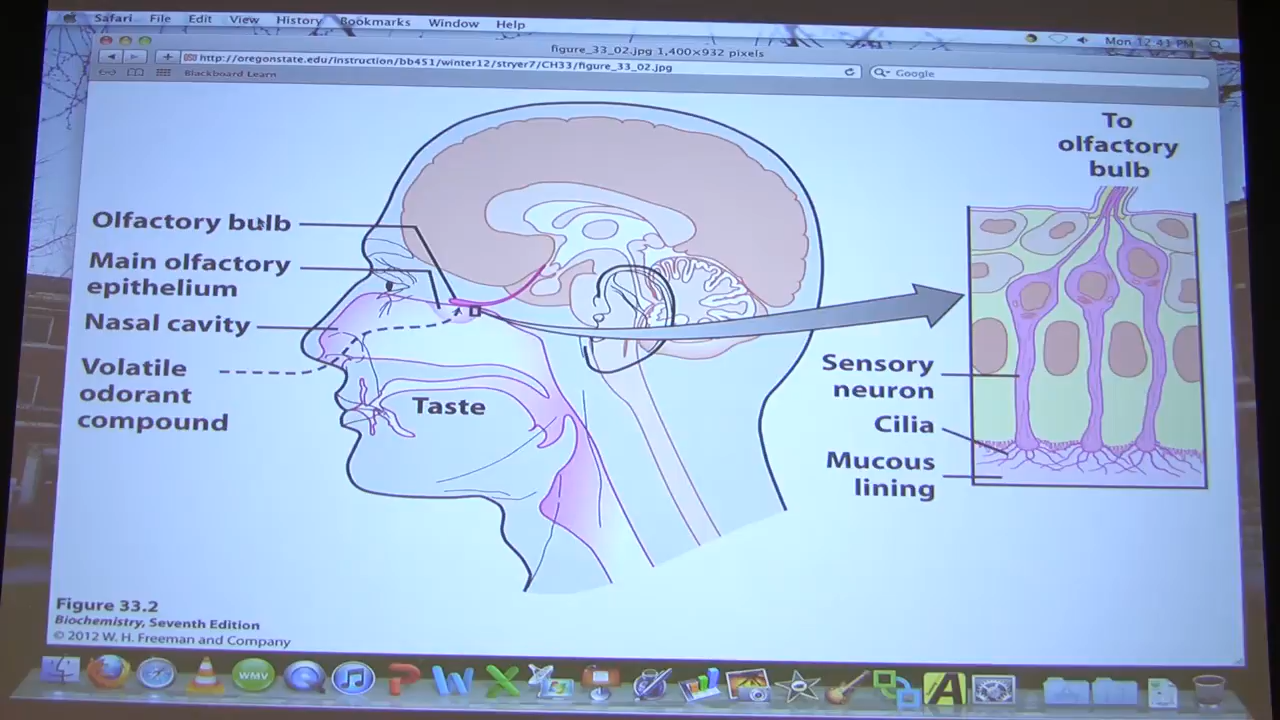 Safari File Edit View History Bookmarks Window Help
Mon 12:41 PM
figure_33_02.jpg 1,400×932 pixels
http://oregonstate.edu/instruction/bb451/winter12/stryer7/CH33/figure_33_02.jpg
Google
Blackboard Learn
To
olfactory
bulb
Olfactory bulb
Main olfactory
epithelium
Nasal cavity
Volatile
odorant
compound
Taste
Sensory
neuron
Cilia
Mucous
lining
Figure 33.2
Biochemistry, Seventh Edition
© 2012 W. H. Freeman and Company
WMV
P
W
X
A